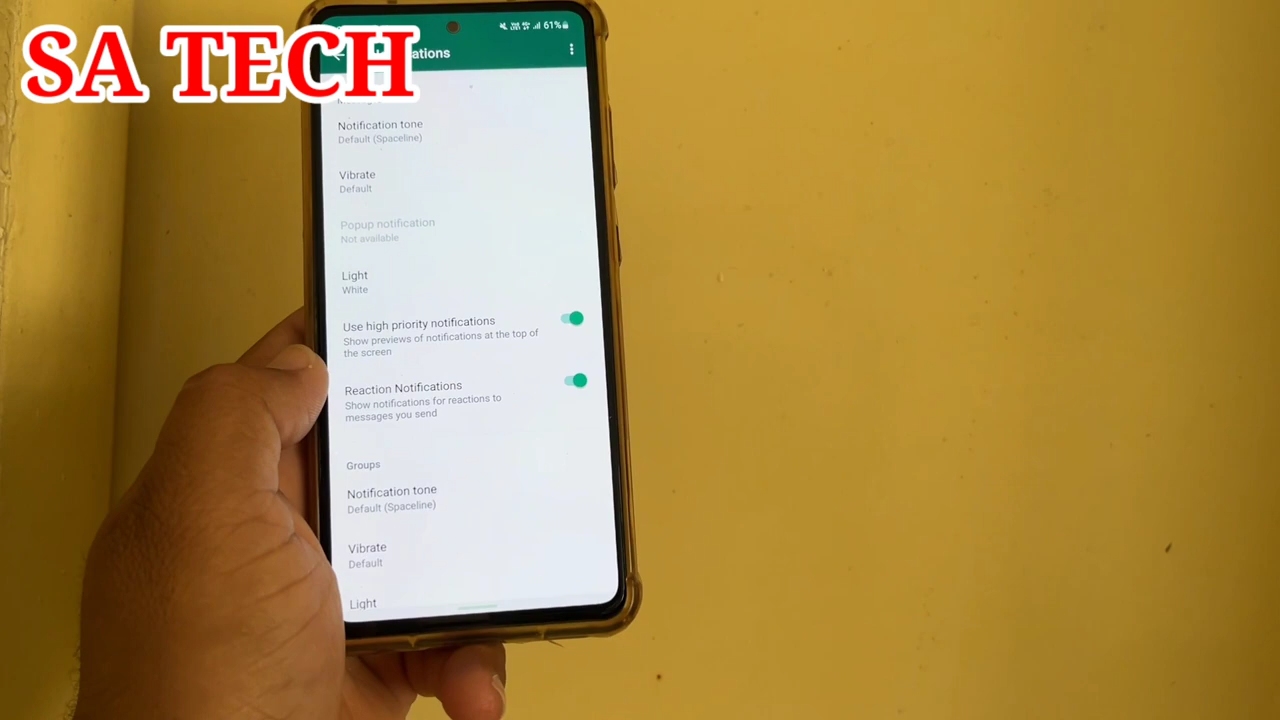 SA TECH
61%
Notification tone
Default (Spaceline)
Vibrate
Default
Popup notification
Not available
Light
White
Use high priority notifications
Show previews of notifications at the top of
the screen
Reaction Notifications
Show notifications for reactions to
messages you send
Groups
Notification tone
Default (Spaceline)
Vibrate
Default
Light